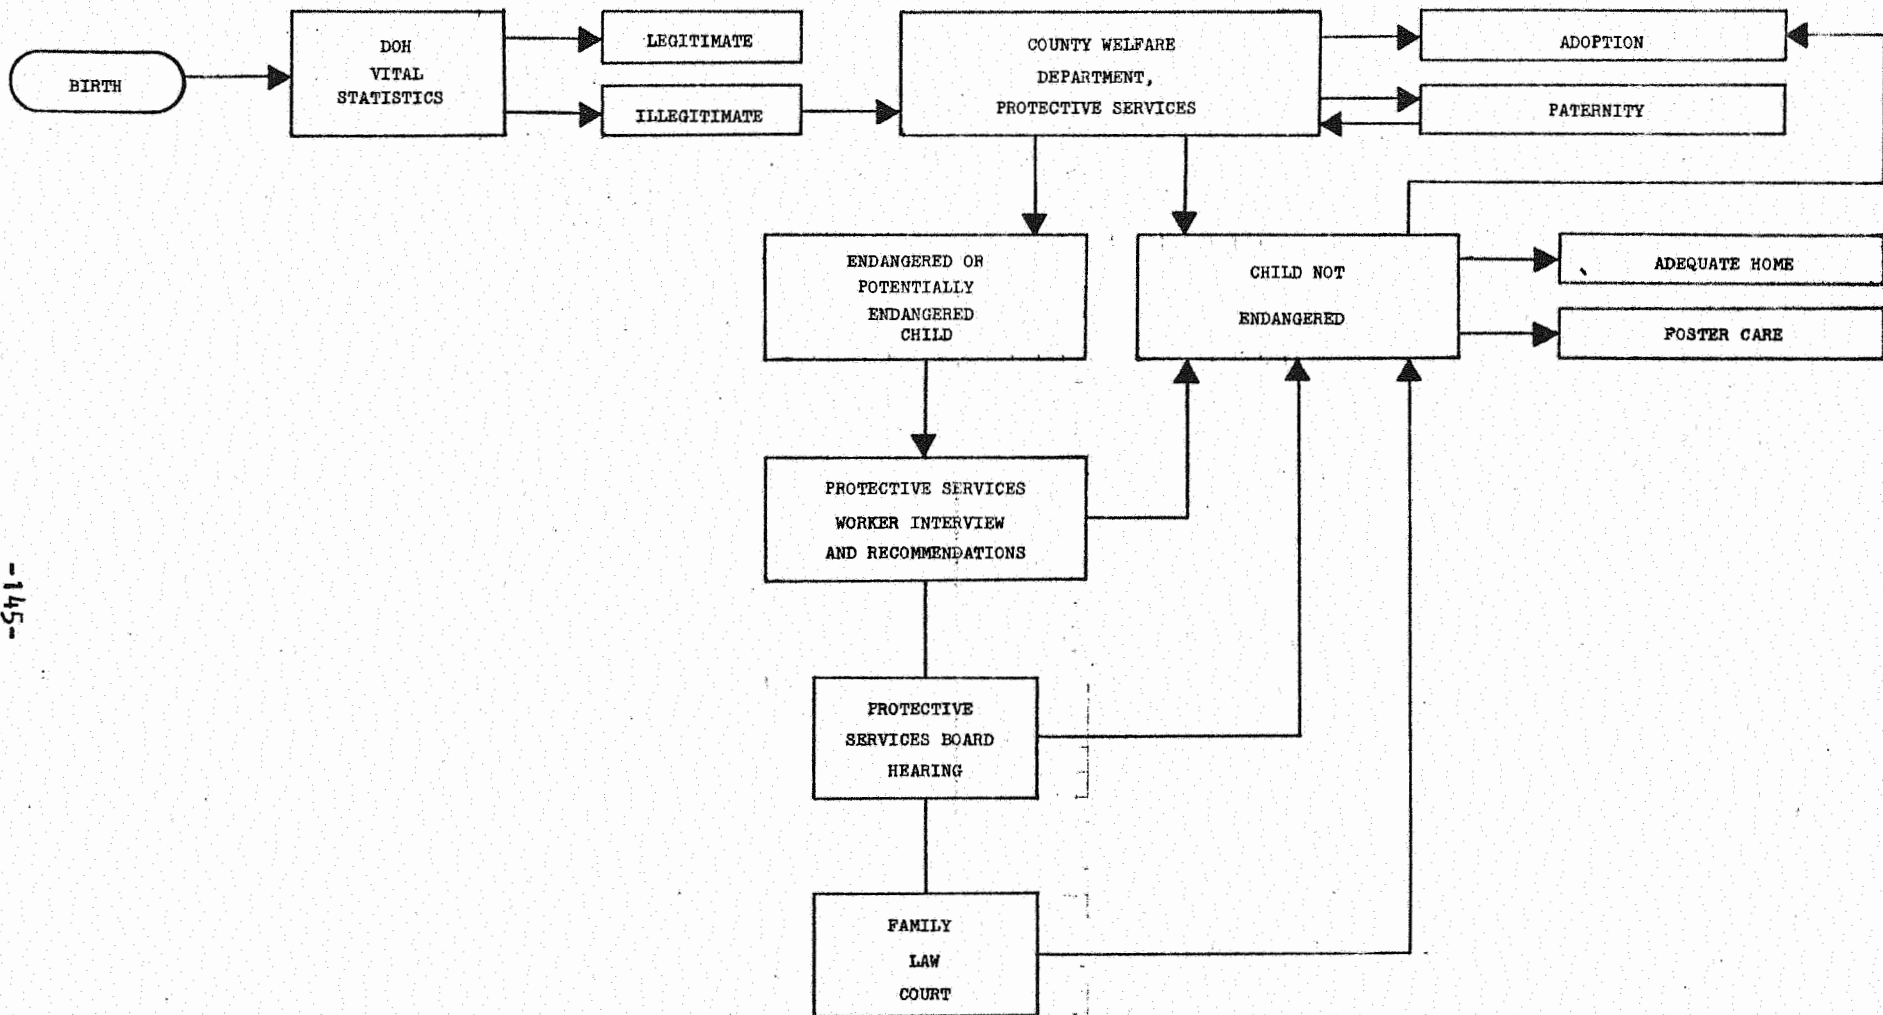 BIRTH
DOH
VITAL
STATISTICS
LEGITIMATE
ILLEGITIMATE
COUNTY WELFARE
DEPARTMENT,
PROTECTIVE SERVICES
ADOPTION
PATERNITY
ENDANGERED OR
POTENTIALLY
ENDANGERED
CHILD
CHILD NOT
ENDANGERED
ADEQUATE HOME
FOSTER CARE
PROTECTIVE SERVICES
WORKER INTERVIEW
AND RECOMMENDATIONS
PROTECTIVE
SERVICES BOARD
HEARING
FAMILY
LAW
COURT
-145-